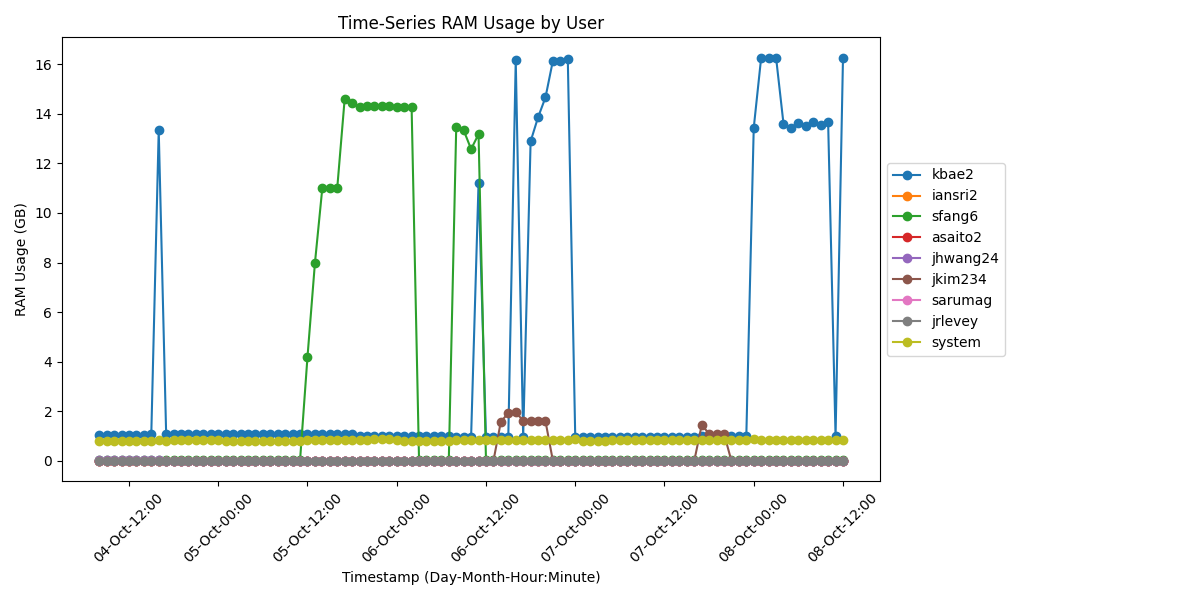 Time-Series RAM Usage by User
RAM Usage (GB)
16
14
12
10
8
6
4
2
0
04-Oct-12:00
05-Oct-00:00
05-Oct-12:00
06-Oct-00:00
06-Oct-12:00
07-Oct-00:00
07-Oct-12:00
08-Oct-00:00
08-Oct-12:00
Timestamp (Day-Month-Hour:Minute)
kbae2
iansri2
sfang6
asaito2
jhwang24
jkim234
sarumag
jrlevey
system